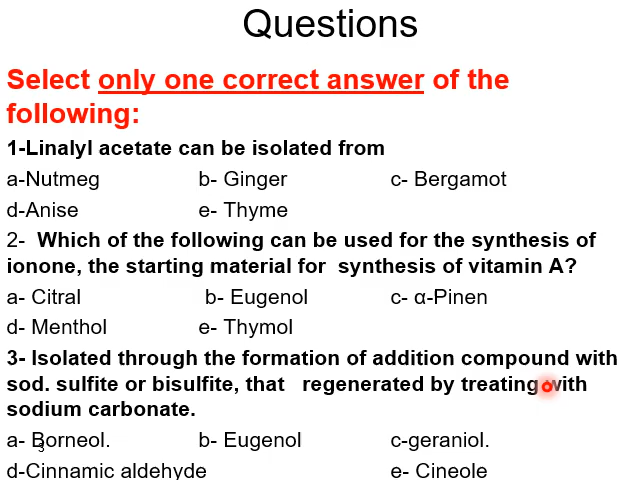 Questions
Select only one correct answer of the
following:
1-Linalyl acetate can be isolated from
a-Nutmeg b- Ginger c- Bergamot
d-Anise e- Thyme
2- Which of the following can be used for the synthesis of
ionone, the starting material for synthesis of vitamin A?
a- Citral b- Eugenol c- α-Pinen
d- Menthol e- Thymol
3- Isolated through the formation of addition compound with
sod. sulfite or bisulfite, that regenerated by treating with
sodium carbonate.
a- Borneol. b- Eugenol c-geraniol.
3
d-Cinnamic aldehyde e- Cineole